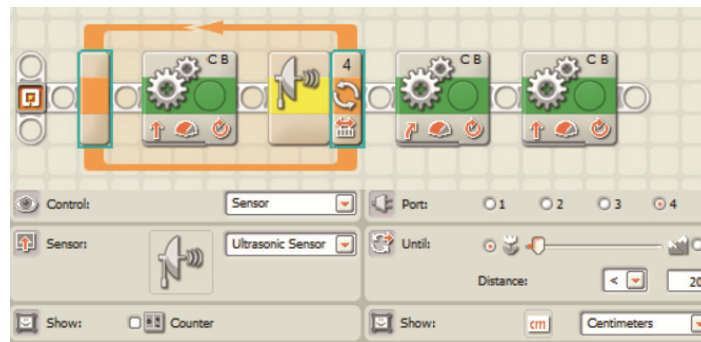 C B
4
C B
C B
Control:
Sensor
Port:
1
2
3
4
Sensor:
Ultrasonic Sensor
Until:
Distance:
<
20
Show:
Counter
Show:
cm
Centimeters